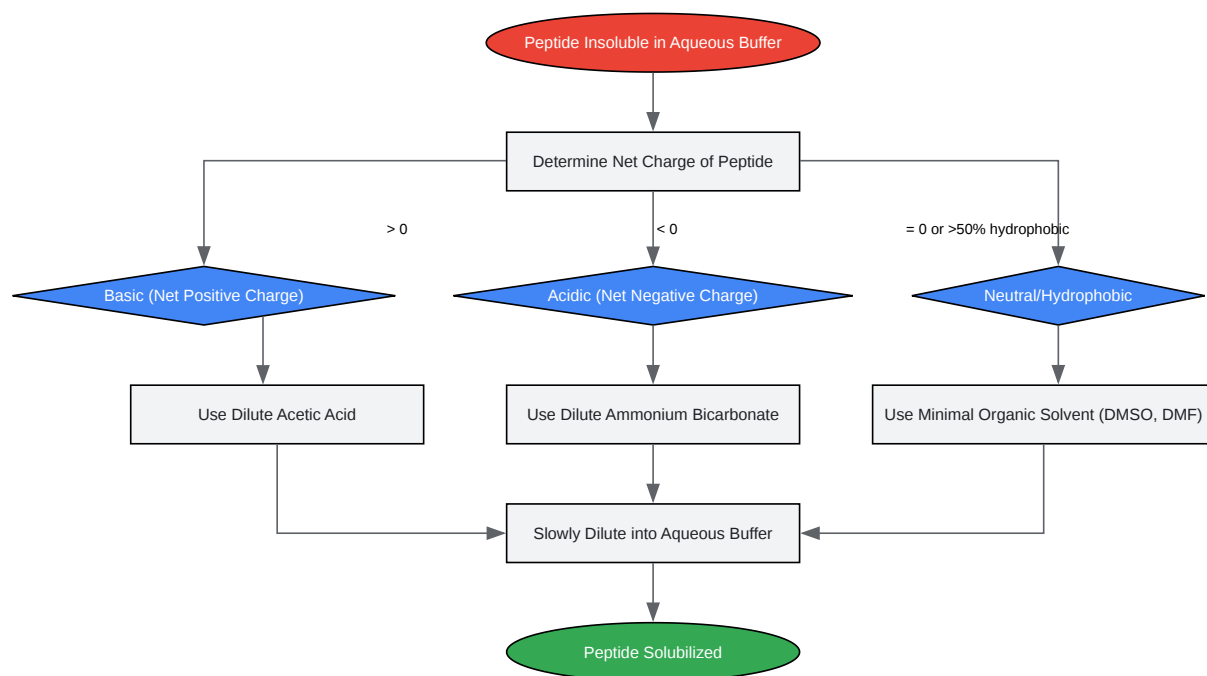 Peptide Insoluble in Aqueous Buffer
Determine Net Charge of Peptide
> 0
< 0
= 0 or >50% hydrophobic
Basic (Net Positive Charge)
Acidic (Net Negative Charge)
Neutral/Hydrophobic
Use Dilute Acetic Acid
Use Dilute Ammonium Bicarbonate
Use Minimal Organic Solvent (DMSO, DMF)
Slowly Dilute into Aqueous Buffer
Peptide Solubilized